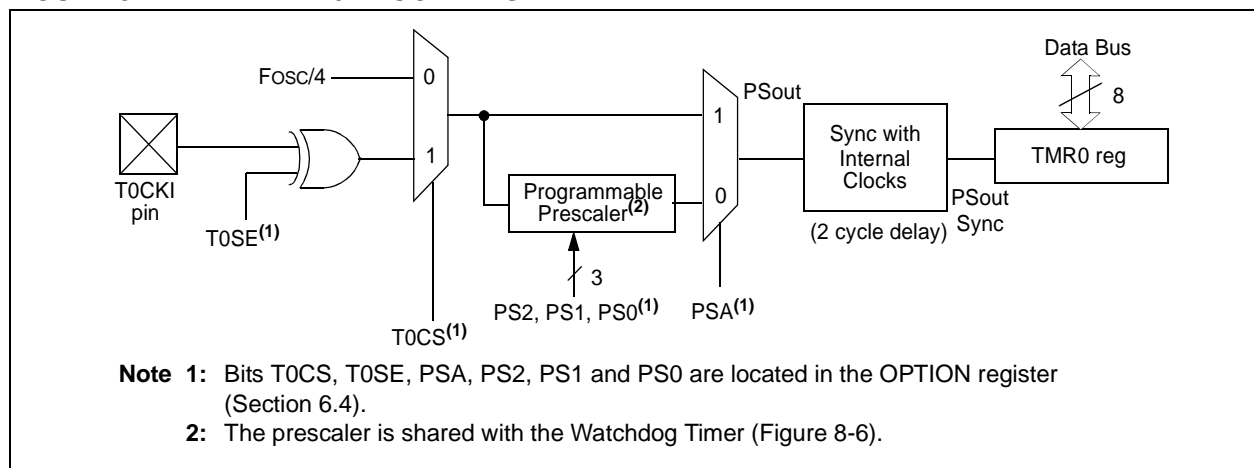 Data Bus
FOSC/4
0
PSout
8
1
Sync with
Internal
Clocks
TMR0 reg
1
T0CKI
pin
Programmable
Prescaler(2)
0
PSout
Sync
T0SE(1)
(2 cycle delay)
3
PS2, PS1, PS0(1)
PSA(1)
T0CS(1)
Note 1: Bits T0CS, T0SE, PSA, PS2, PS1 and PS0 are located in the OPTION register
(Section 6.4).
2: The prescaler is shared with the Watchdog Timer (Figure 8-6).